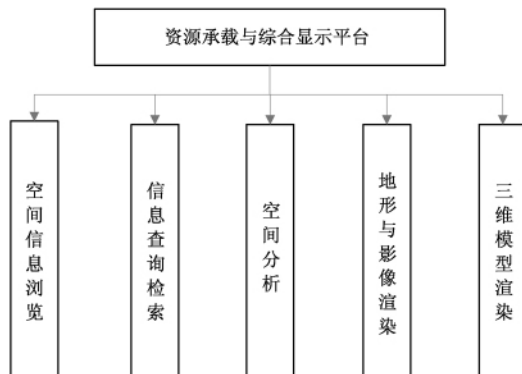 资源承载与综合显示平台
空间信息浏览
信息查询检索
空间分析
地形与影像渲染
三维模型渲染